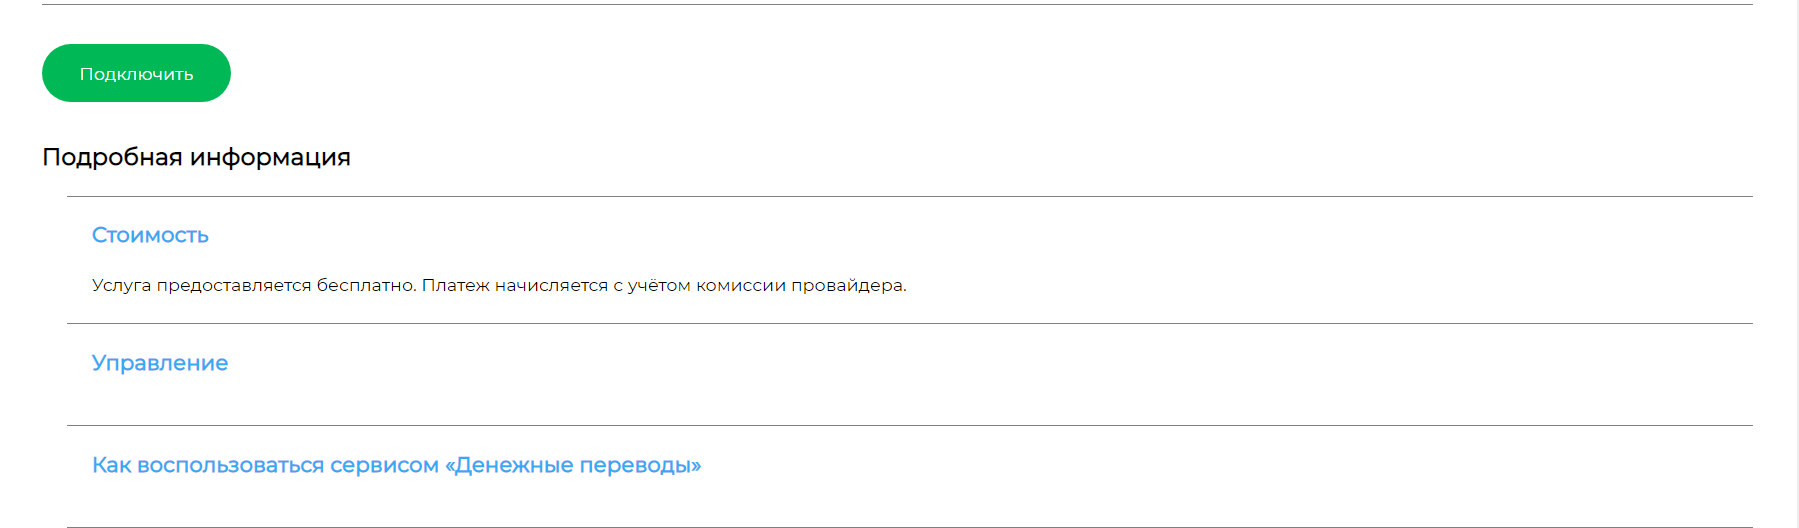 Подключить
Подробная информация
Стоимость
Услуга предоставляется бесплатно. Платеж начисляется с учётом комиссии провайдера.
Управление
Как воспользоваться сервисом «Денежные переводы»